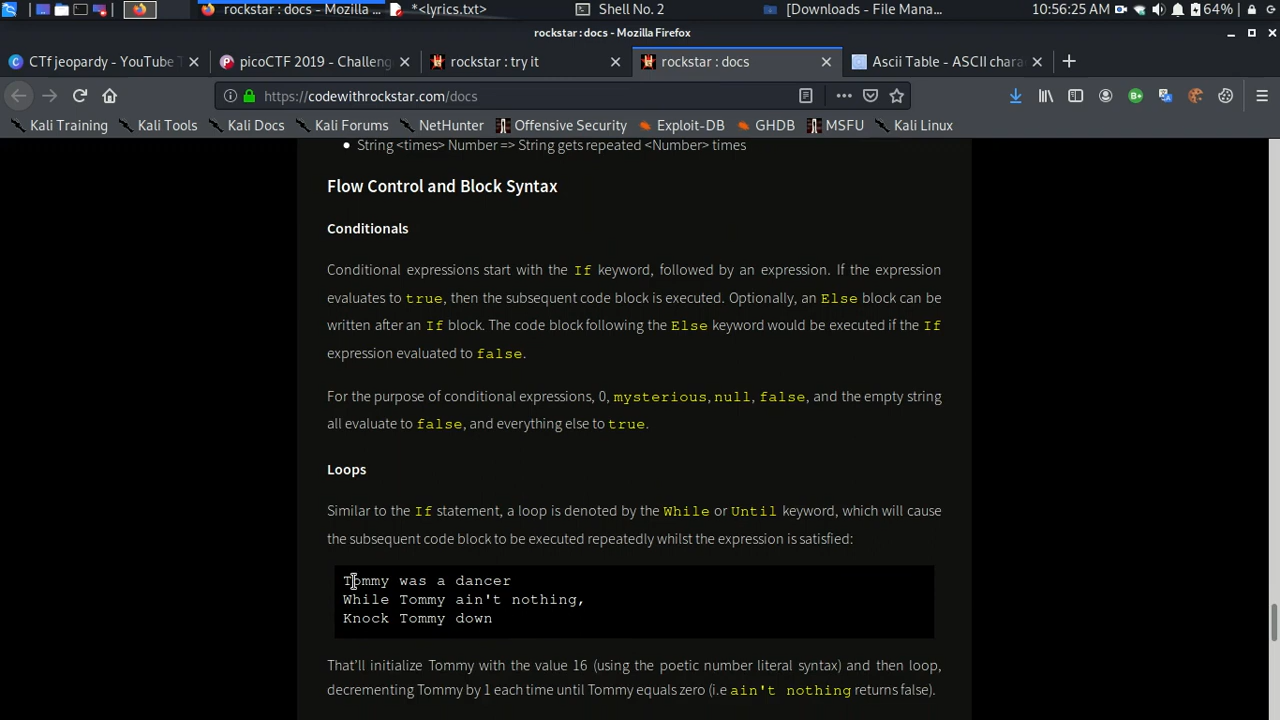 rockstar : docs - Mozilla ...
*<lyrics.txt>
Shell No. 2
[Downloads - File Mana...
10:56:25 AM
64%
rockstar : docs - Mozilla Firefox
CTf jeopardy - YouTube
picoCTF 2019 - Challeng
rockstar : try it
rockstar : docs
Ascii Table - ASCII chara
https://codewithrockstar.com/docs
Kali Training
Kali Tools
Kali Docs
Kali Forums
NetHunter
Offensive Security
Exploit-DB
GHDB
MSFU
Kali Linux
String <times> Number => String gets repeated <Number> times
Flow Control and Block Syntax
Conditionals
Conditional expressions start with the If keyword, followed by an expression. If the expression
evaluates to true, then the subsequent code block is executed. Optionally, an Else block can be
written after an If block. The code block following the Else keyword would be executed if the If
expression evaluated to false.
For the purpose of conditional expressions, 0, mysterious, null, false, and the empty string
all evaluate to false, and everything else to true.
Loops
Similar to the If statement, a loop is denoted by the While or Until keyword, which will cause
the subsequent code block to be executed repeatedly whilst the expression is satisfied:
Tommy was a dancer
While Tommy ain't nothing,
Knock Tommy down
That'll initialize Tommy with the value 16 (using the poetic number literal syntax) and then loop,
decrementing Tommy by 1 each time until Tommy equals zero (i.e ain't nothing returns false).